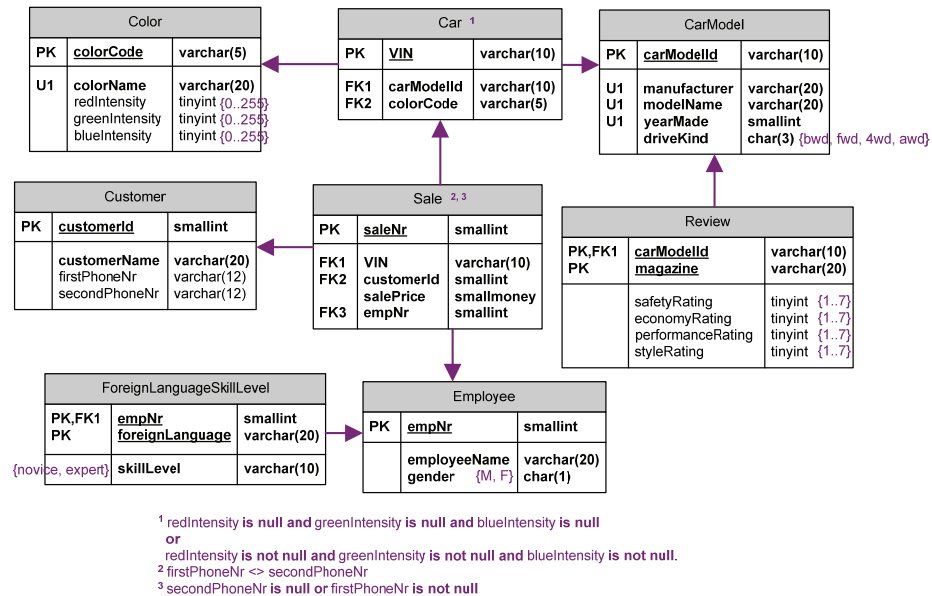 Color
PK colorCode varchar(5)
U1 colorName varchar(20)
redIntensity tinyint {0..255}
greenIntensity tinyint {0..255}
blueIntensity tinyint {0..255}
Car 1
PK VIN varchar(10)
FK1 carModelId varchar(10)
FK2 colorCode varchar(5)
CarModel
PK carModelId varchar(10)
U1 manufacturer varchar(20)
U1 modelName varchar(20)
U1 yearMade smallint
driveKind char(3) {bwd, fwd, 4wd, awd}
Customer
PK customerId smallint
customerName varchar(20)
firstPhoneNr varchar(12)
secondPhoneNr varchar(12)
Sale 2, 3
PK saleNr smallint
FK1 VIN varchar(10)
FK2 customerId smallint
salePrice smallmoney
FK3 empNr smallint
Review
PK,FK1 carModelId varchar(10)
PK magazine varchar(20)
safetyRating tinyint {1..7}
economyRating tinyint {1..7}
performanceRating tinyint {1..7}
styleRating tinyint {1..7}
ForeignLanguageSkillLevel
PK,FK1 empNr smallint
PK foreignLanguage varchar(20)
{novice, expert} skillLevel varchar(10)
Employee
PK empNr smallint
employeeName varchar(20)
gender {M, F} char(1)
1 redIntensity is null and greenIntensity is null and blueIntensity is null
or
redIntensity is not null and greenIntensity is not null and blueIntensity is not null.
2 firstPhoneNr <> secondPhoneNr
3 secondPhoneNr is null or firstPhoneNr is not null